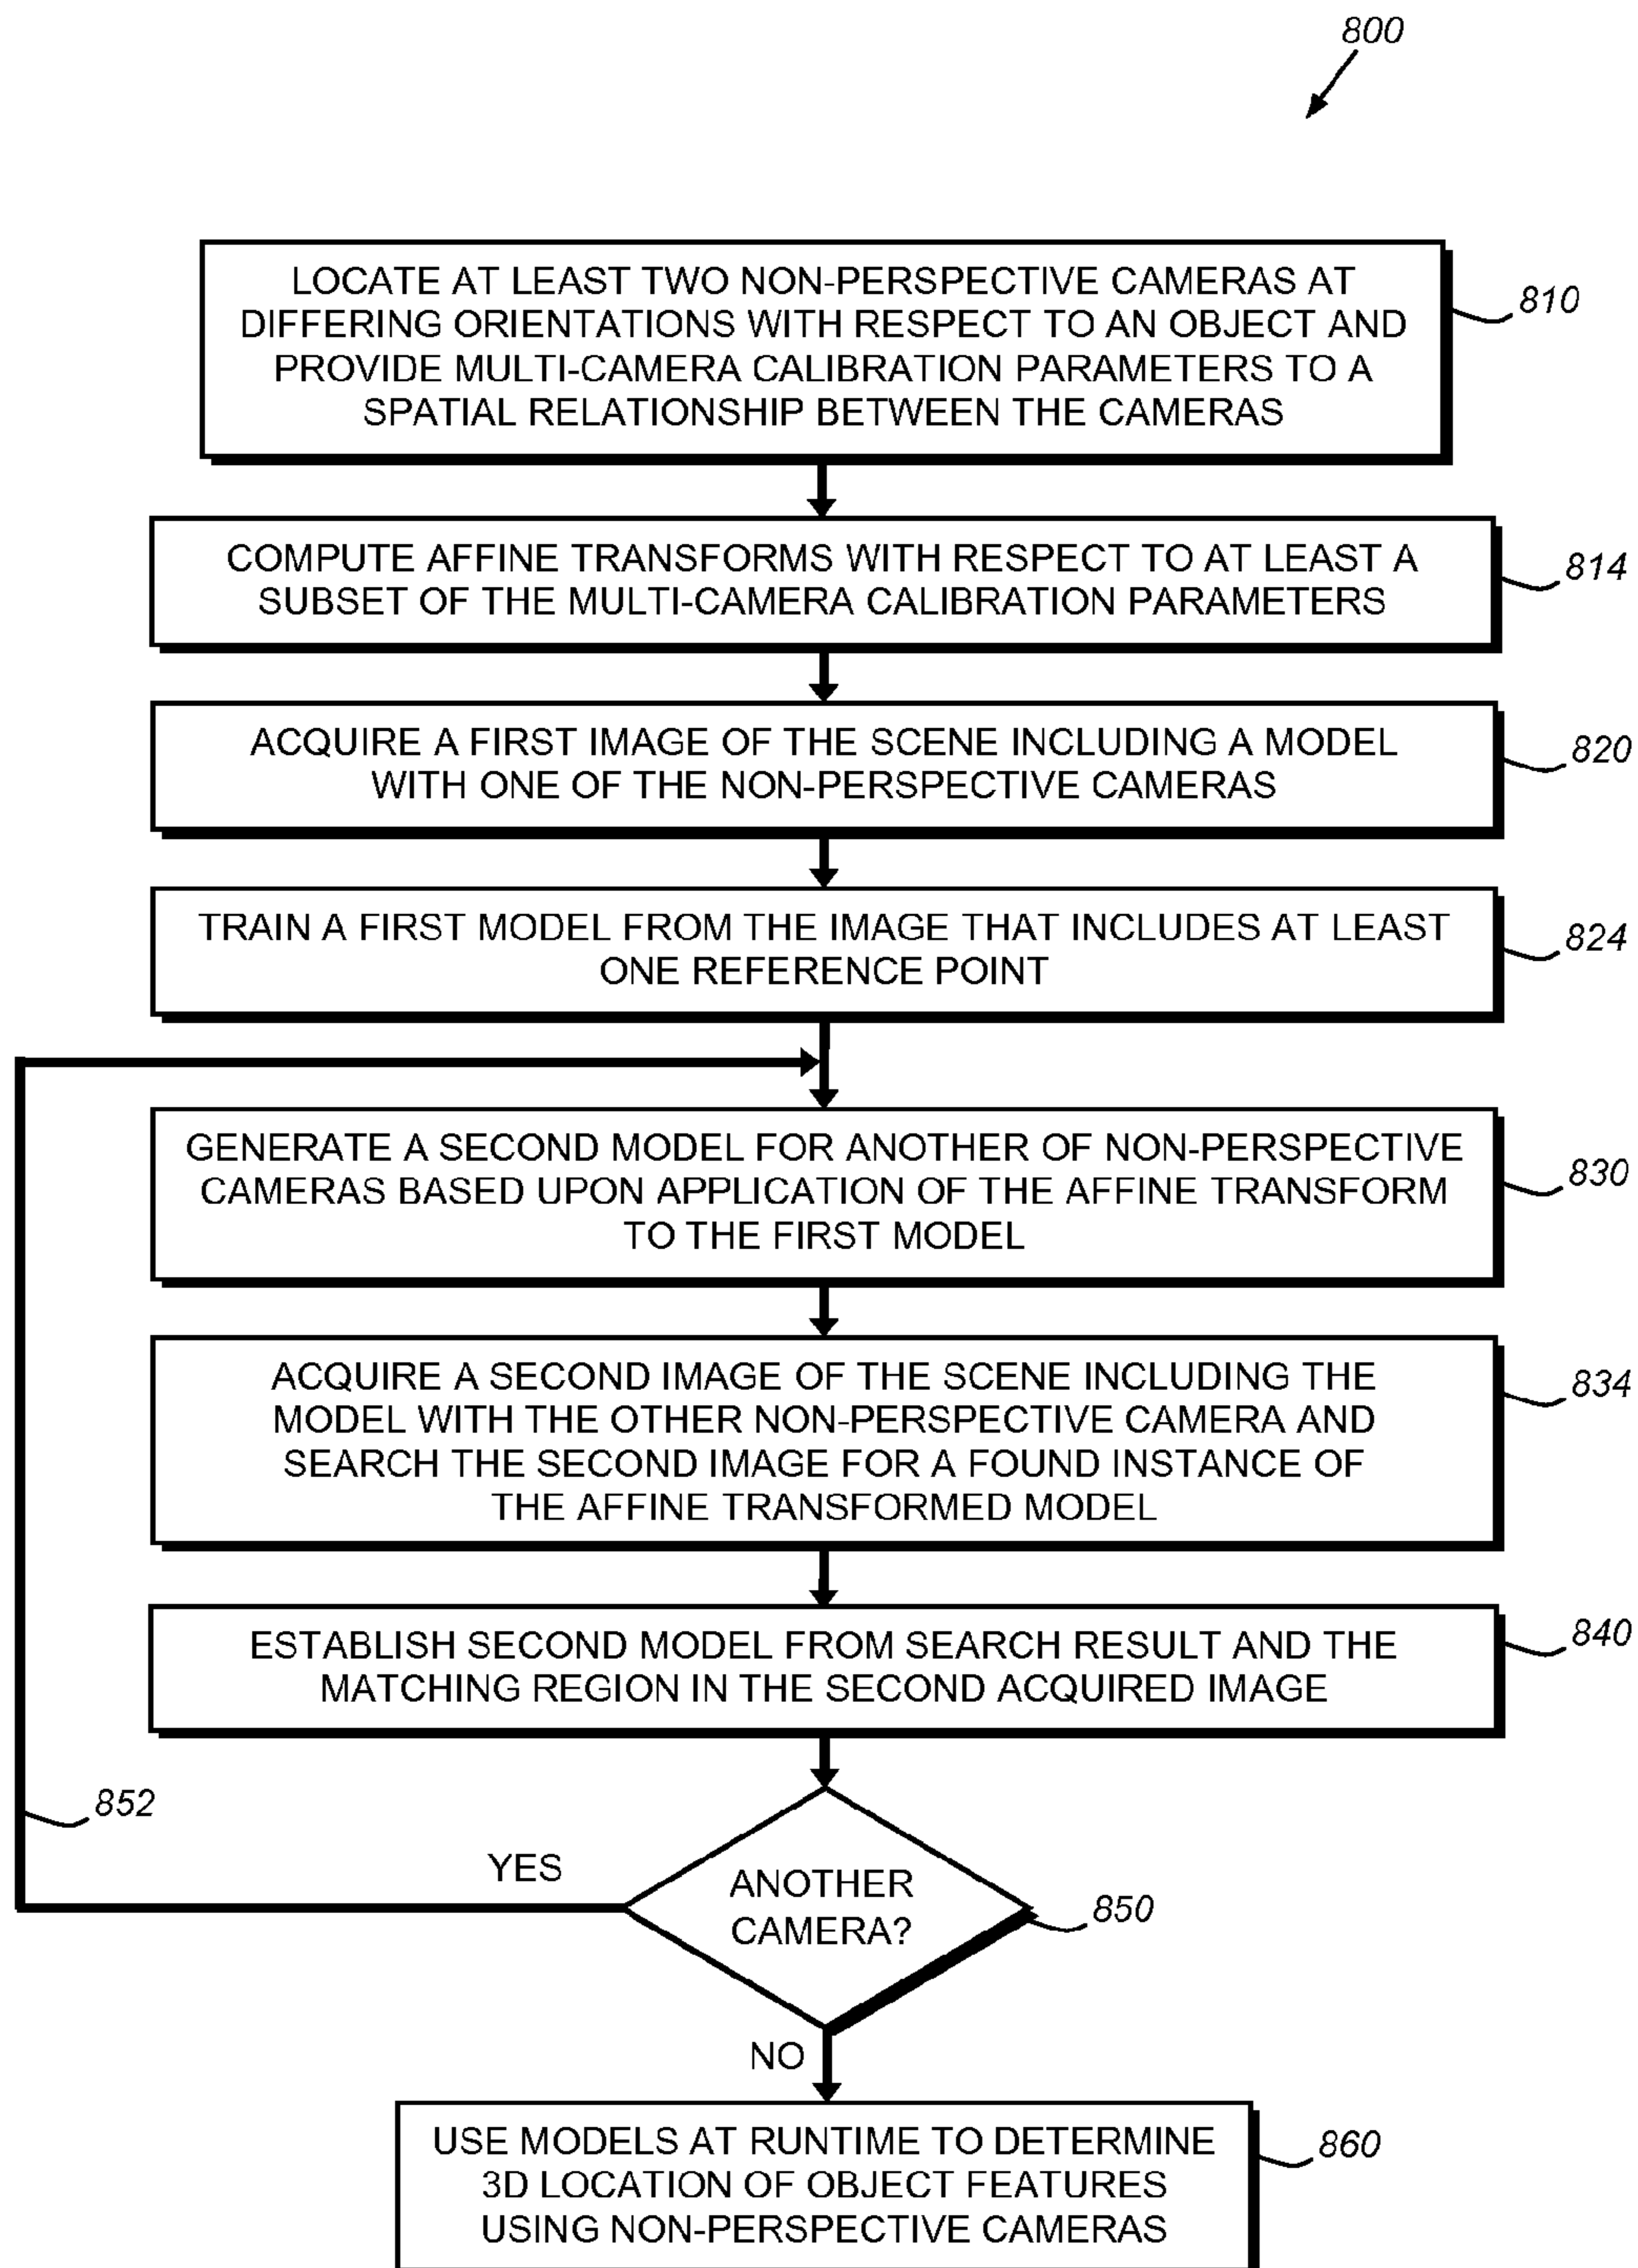 800
LOCATE AT LEAST TWO NON-PERSPECTIVE CAMERAS AT
DIFFERING ORIENTATIONS WITH RESPECT TO AN OBJECT AND
PROVIDE MULTI-CAMERA CALIBRATION PARAMETERS TO A
SPATIAL RELATIONSHIP BETWEEN THE CAMERAS
810
COMPUTE AFFINE TRANSFORMS WITH RESPECT TO AT LEAST A
SUBSET OF THE MULTI-CAMERA CALIBRATION PARAMETERS
814
ACQUIRE A FIRST IMAGE OF THE SCENE INCLUDING A MODEL
WITH ONE OF THE NON-PERSPECTIVE CAMERAS
820
TRAIN A FIRST MODEL FROM THE IMAGE THAT INCLUDES AT LEAST
ONE REFERENCE POINT
824
GENERATE A SECOND MODEL FOR ANOTHER OF NON-PERSPECTIVE
CAMERAS BASED UPON APPLICATION OF THE AFFINE TRANSFORM
TO THE FIRST MODEL
830
ACQUIRE A SECOND IMAGE OF THE SCENE INCLUDING THE
MODEL WITH THE OTHER NON-PERSPECTIVE CAMERA AND
SEARCH THE SECOND IMAGE FOR A FOUND INSTANCE OF
THE AFFINE TRANSFORMED MODEL
834
ESTABLISH SECOND MODEL FROM SEARCH RESULT AND THE
MATCHING REGION IN THE SECOND ACQUIRED IMAGE
840
852
YES
ANOTHER
CAMERA?
850
NO
USE MODELS AT RUNTIME TO DETERMINE
3D LOCATION OF OBJECT FEATURES
USING NON-PERSPECTIVE CAMERAS
860